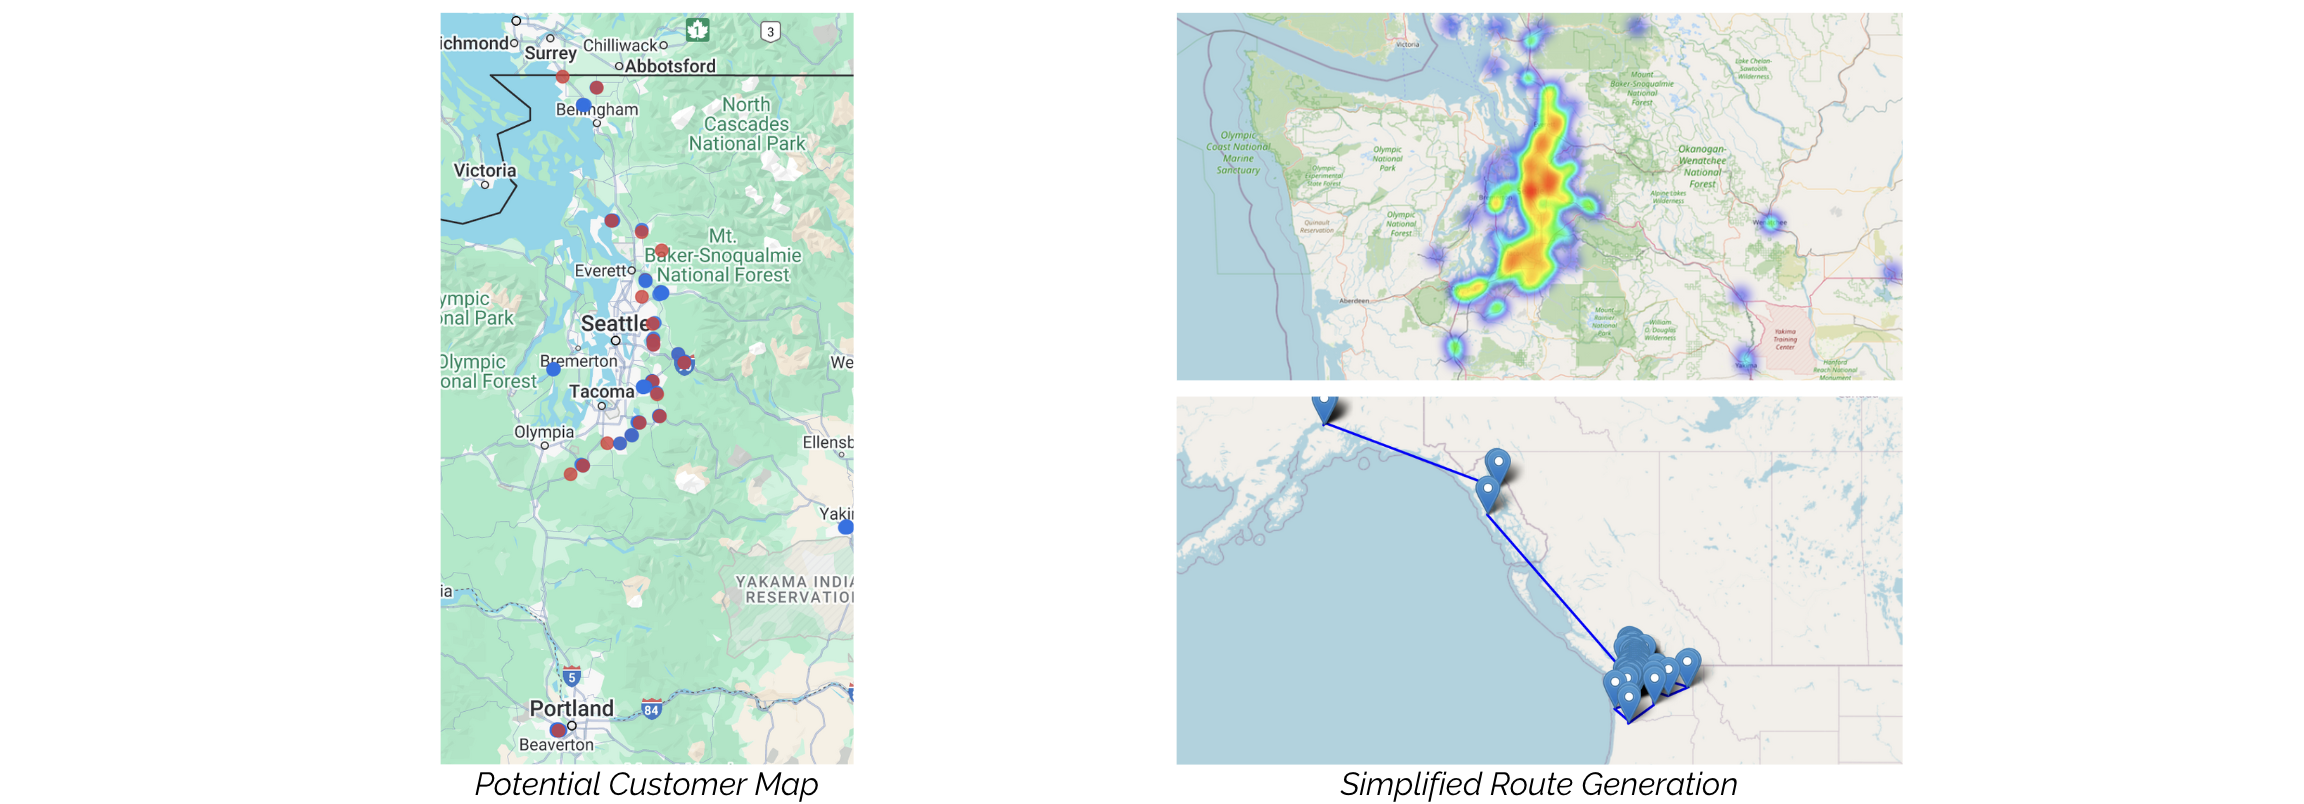 ichmond
Surrey
Chilliwack
1
3
Abbotsford
Bellingham
North
Cascades
National Park
Victoria
Mt.
Baker-Snoqualmie
National Forest
Everett
ympic
onal Park
Seattle
Bremerton
We
Olympic
onal Forest
Tacoma
Olympia
Ellensb
Yakin
YAKAMA INDIA
RESERVATIO
ia
5
84
Portland
Beaverton
Potential Customer Map
Victoria
Mount
Baker-Snoqualmie
National
Forest
Lake Chelan-
Sawtooth
Wilderness
Olympic
Coast National
Marine
Sanctuary
Olympic
National
Park
Olympic
Experimental
State Forest
Okanogan-
Wenatchee
National
Forest
Alpine Lakes
Wilderness
Quinault
Reservation
Olympic
National
Forest
Aberdeen
Mount
Rainier
National
Park
William
O. Douglas
Wilderness
Yakima
Training
Center
Yakima
Hanford
Reach National
Monument
Simplified Route Generation